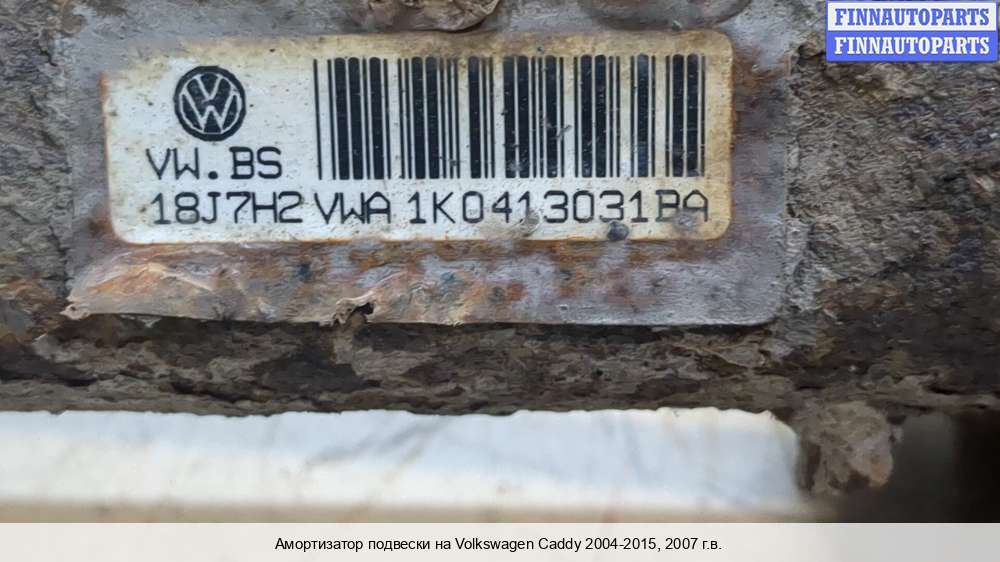 FINNAUTOPARTS
FINNAUTOPARTS
VW.BS
18J7H2 VWA 1K0413031BA
Амортизатор подвески на Volkswagen Caddy 2004-2015, 2007 г.в.